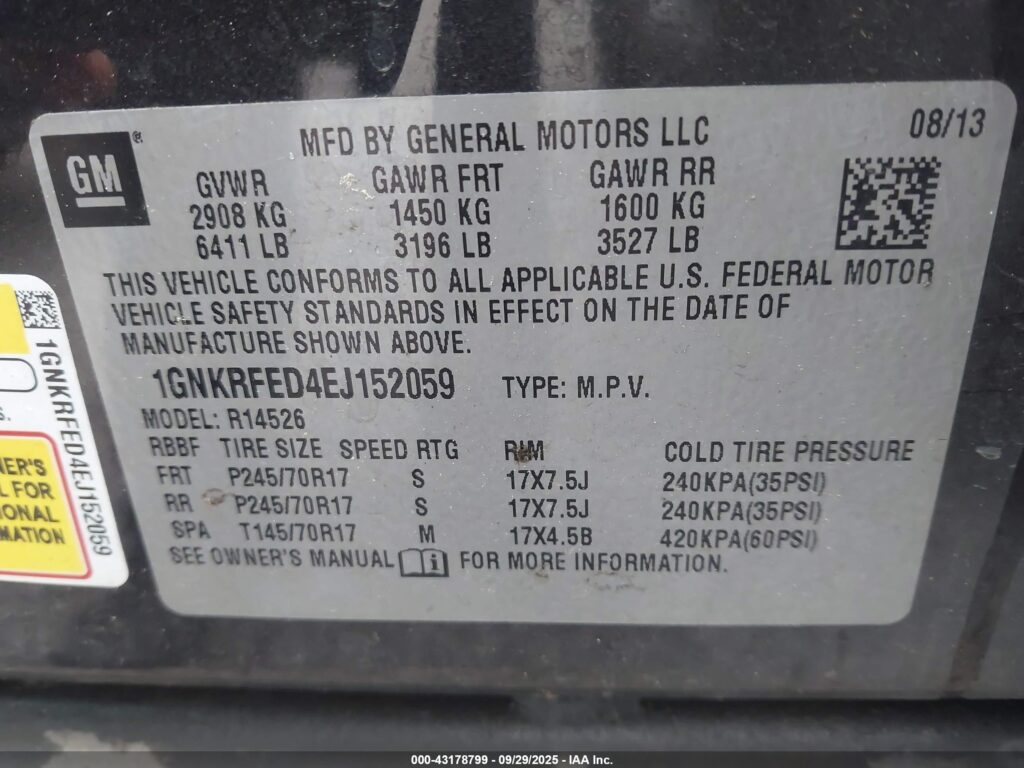 GM
®
MFD BY GENERAL MOTORS LLC
08/13
GVWR GAWR FRT GAWR RR
2908 KG 1450 KG 1600 KG
6411 LB 3196 LB 3527 LB
THIS VEHICLE CONFORMS TO ALL APPLICABLE U.S. FEDERAL MOTOR
VEHICLE SAFETY STANDARDS IN EFFECT ON THE DATE OF
MANUFACTURE SHOWN ABOVE.
1GNKRFED4EJ152059 TYPE: M.P.V.
MODEL: R14526
RBBF TIRE SIZE SPEED RTG RIM COLD TIRE PRESSURE
FRT P245/70R17 S 17X7.5J 240KPA(35PSI)
RR P245/70R17 S 17X7.5J 240KPA(35PSI)
SPA T145/70R17 M 17X4.5B 420KPA(60PSI)
SEE OWNER'S MANUAL i FOR MORE INFORMATION.
1GNKRFED4EJ152059
S.
NER'S
L FOR
IONAL
MATION
000-43178799 - 09/29/2025 - IAA Inc.